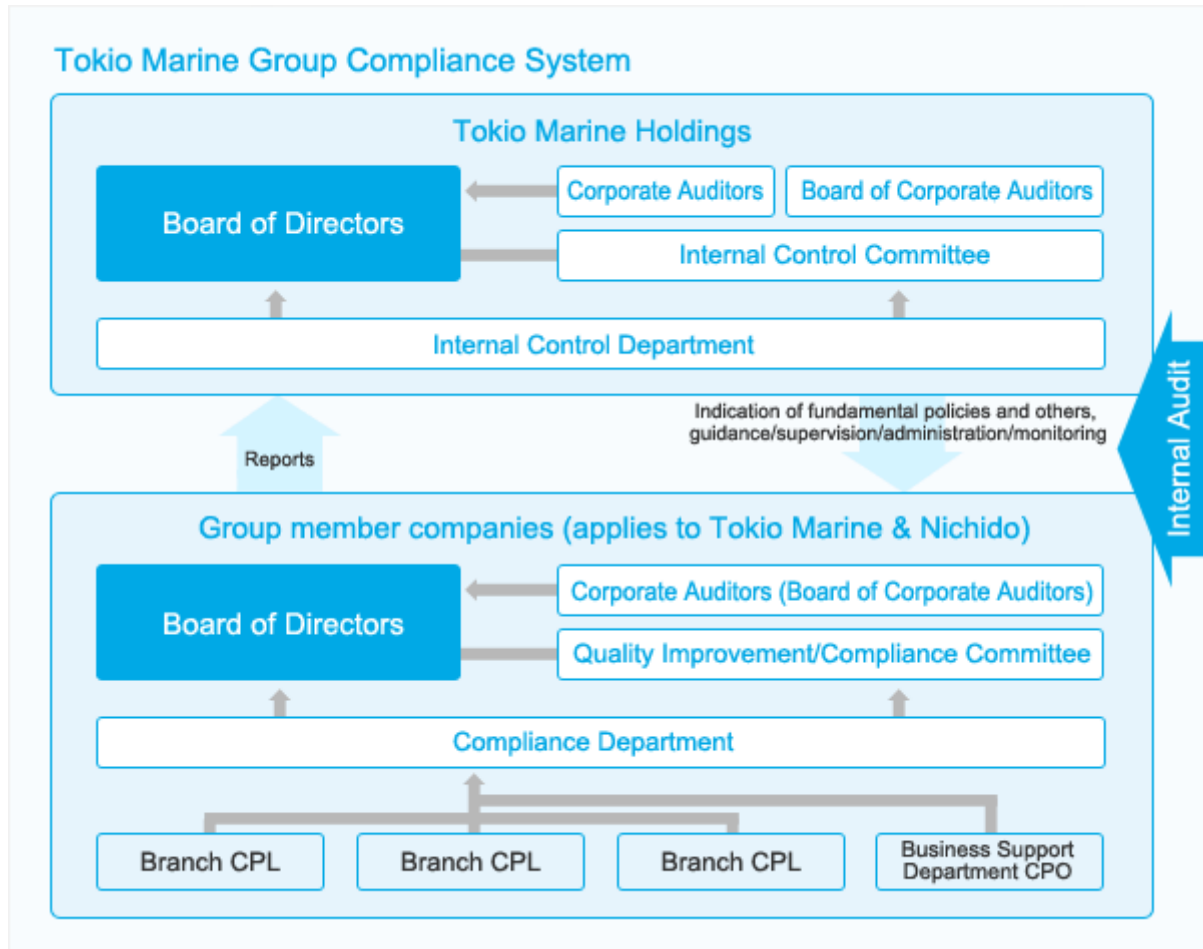 Tokio Marine Group Compliance System
Tokio Marine Holdings
Board of Directors
Corporate Auditors
Board of Corporate Auditors
Internal Control Committee
Internal Control Department
Indication of fundamental policies and others,
guidance/supervision/administration/monitoring
Reports
Internal Audit
Group member companies (applies to Tokio Marine & Nichido)
Board of Directors
Corporate Auditors (Board of Corporate Auditors)
Quality Improvement/Compliance Committee
Compliance Department
Branch CPL
Branch CPL
Branch CPL
Business Support
Department CPO